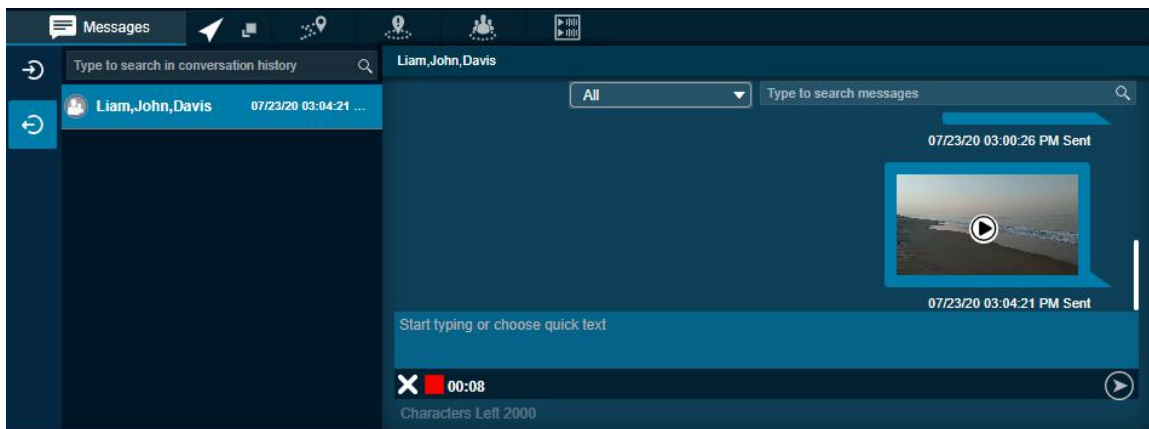 Messages
Type to search in conversation history
Liam,John,Davis 07/23/20 03:04:21 ...
Liam,John,Davis
All
Type to search messages
07/23/20 03:00:26 PM Sent
07/23/20 03:04:21 PM Sent
Start typing or choose quick text
00:08
Characters Left 2000